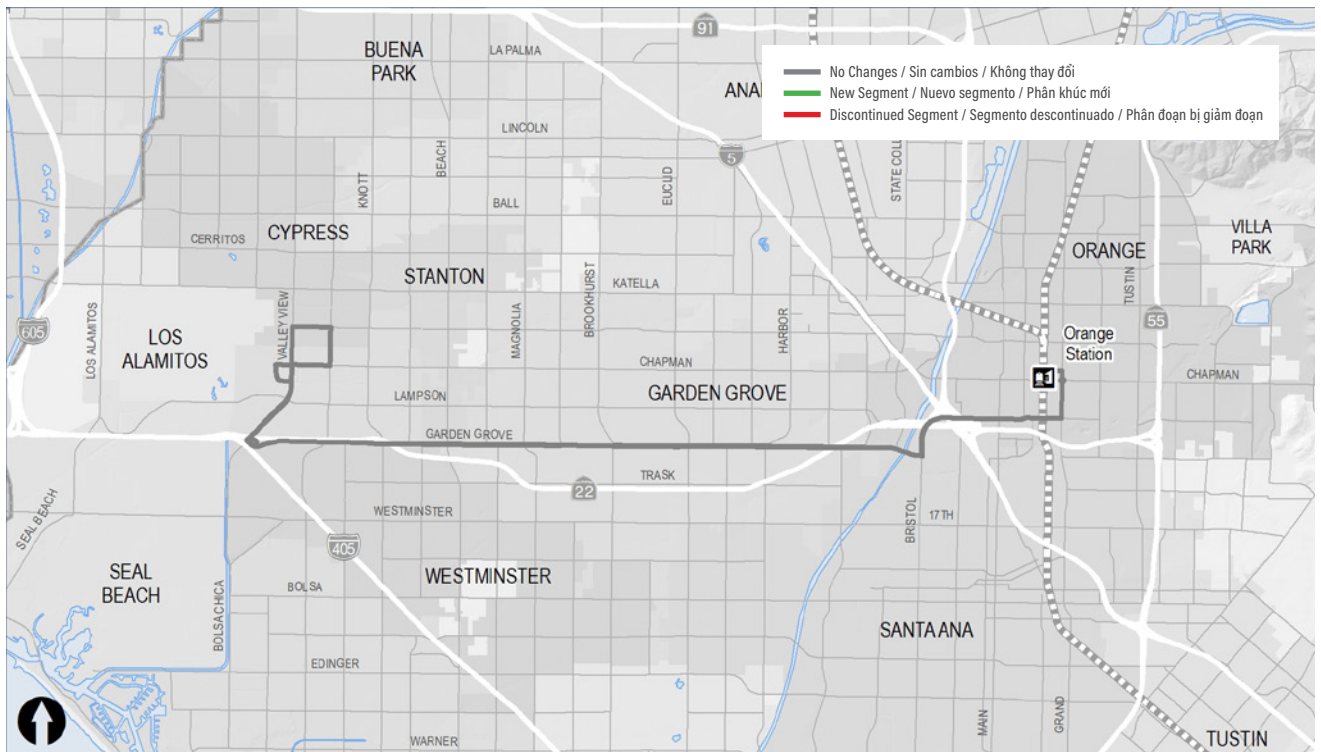 91
BUENA
PARK
LA PALMA
No Changes / Sin cambios / Không thay đổi
New Segment / Nuevo segmento / Phân khúc mới
Discontinued Segment / Segmento descontinuado / Phân đoạn bị giảm đoạn
ANA
LINCOLN
5
BEACH
KNOTT
EUCLID
STATE COL
BALL
CERRITOS
CYPRESS
VILLA
PARK
ORANGE
STANTON
KATELLA
TUSTIN
BROOKHURST
LOS ALAMITOS
605
VALLEY VIEW
MAGNOLIA
HARBOR
55
LOS
ALAMITOS
Orange
Station
CHAPMAN
CHAPMAN
LAMPSON
GARDEN GROVE
GARDEN GROVE
TRASK
22
SEAL BEACH
WESTMINSTER
BRISTOL
17TH
405
SEAL
BEACH
WESTMINSTER
BOLSA
BOLSA CHICA
SANTA ANA
EDINGER
MAIN
GRAND
WARNER
TUSTIN